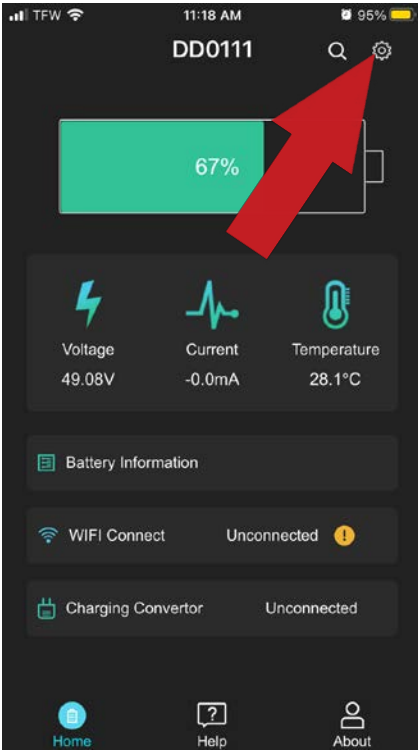 TFW 11:18 AM 95%
DD0111
67%
Voltage Current Temperature
49.08V -0.0mA 28.1°C
Battery Information
WIFI Connect Unconnected !
Charging Convertor Unconnected
?
Home Help About